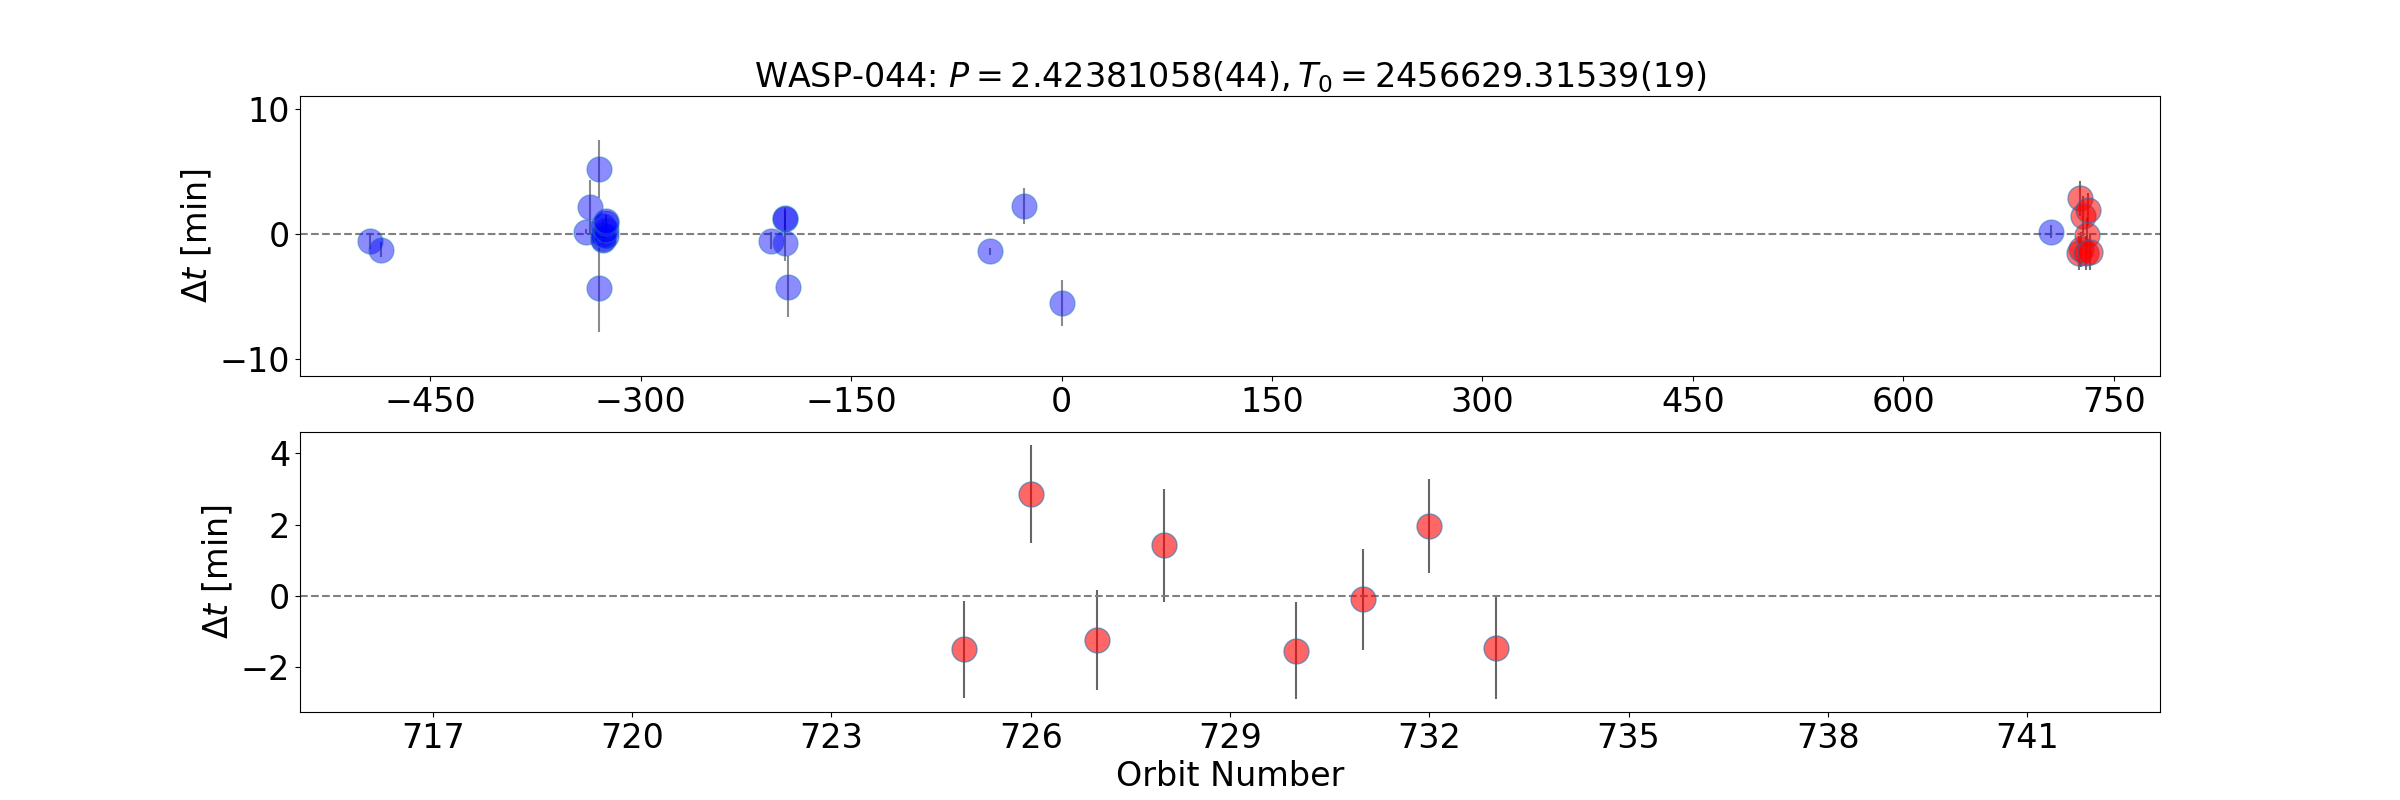 WASP-044: P = 2.42381058(44), T₀ = 2456629.31539(19)
Δt [min]
10
0
−10
−450 −300 −150 0 150 300 450 600 750
Δt [min]
4
2
0
−2
717 720 723 726 729 732 735 738 741
Orbit Number